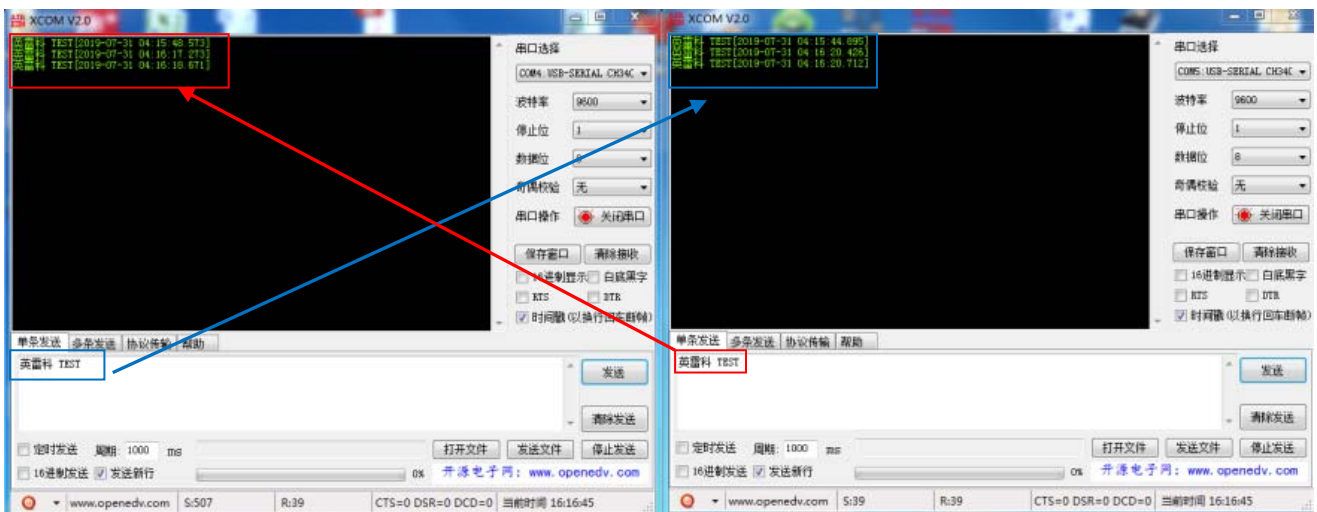 XCOM V2.0
英雷科 TEST[2019-07-31 04:15:48.573]
英雷科 TEST[2019-07-31 04:16:17.273]
英雷科 TEST[2019-07-31 04:16:18.671]
串口选择
COM4:USB-SERIAL CH34C
波特率 9600
停止位 1
数据位 8
奇偶校验 无
串口操作 关闭串口
保存窗口 清除接收
16进制显示 白底黑字
RTS DTR
时间戳(以换行回车断帧)
单条发送 多条发送 协议传输 帮助
英雷科 TEST
发送
清除发送
定时发送 周期: 1000 ms 打开文件 发送文件 停止发送
16进制发送 发送新行 0% 开源电子网: www.openedv.com
www.openedv.com S:507 R:39 CTS=0 DSR=0 DCD=0 当前时间 16:16:45
XCOM V2.0
英雷科 TEST[2019-07-31 04:15:44.895]
英雷科 TEST[2019-07-31 04:16:20.426]
英雷科 TEST[2019-07-31 04:16:20.712]
串口选择
COM5:USB-SERIAL CH34C
波特率 9600
停止位 1
数据位 8
奇偶校验 无
串口操作 关闭串口
保存窗口 清除接收
16进制显示 白底黑字
RTS DTR
时间戳(以换行回车断帧)
单条发送 多条发送 协议传输 帮助
英雷科 TEST
发送
清除发送
定时发送 周期: 1000 ms 打开文件 发送文件 停止发送
16进制发送 发送新行 0% 开源电子网: www.openedv.com
www.openedv.com S:39 R:39 CTS=0 DSR=0 DCD=0 当前时间 16:16:45